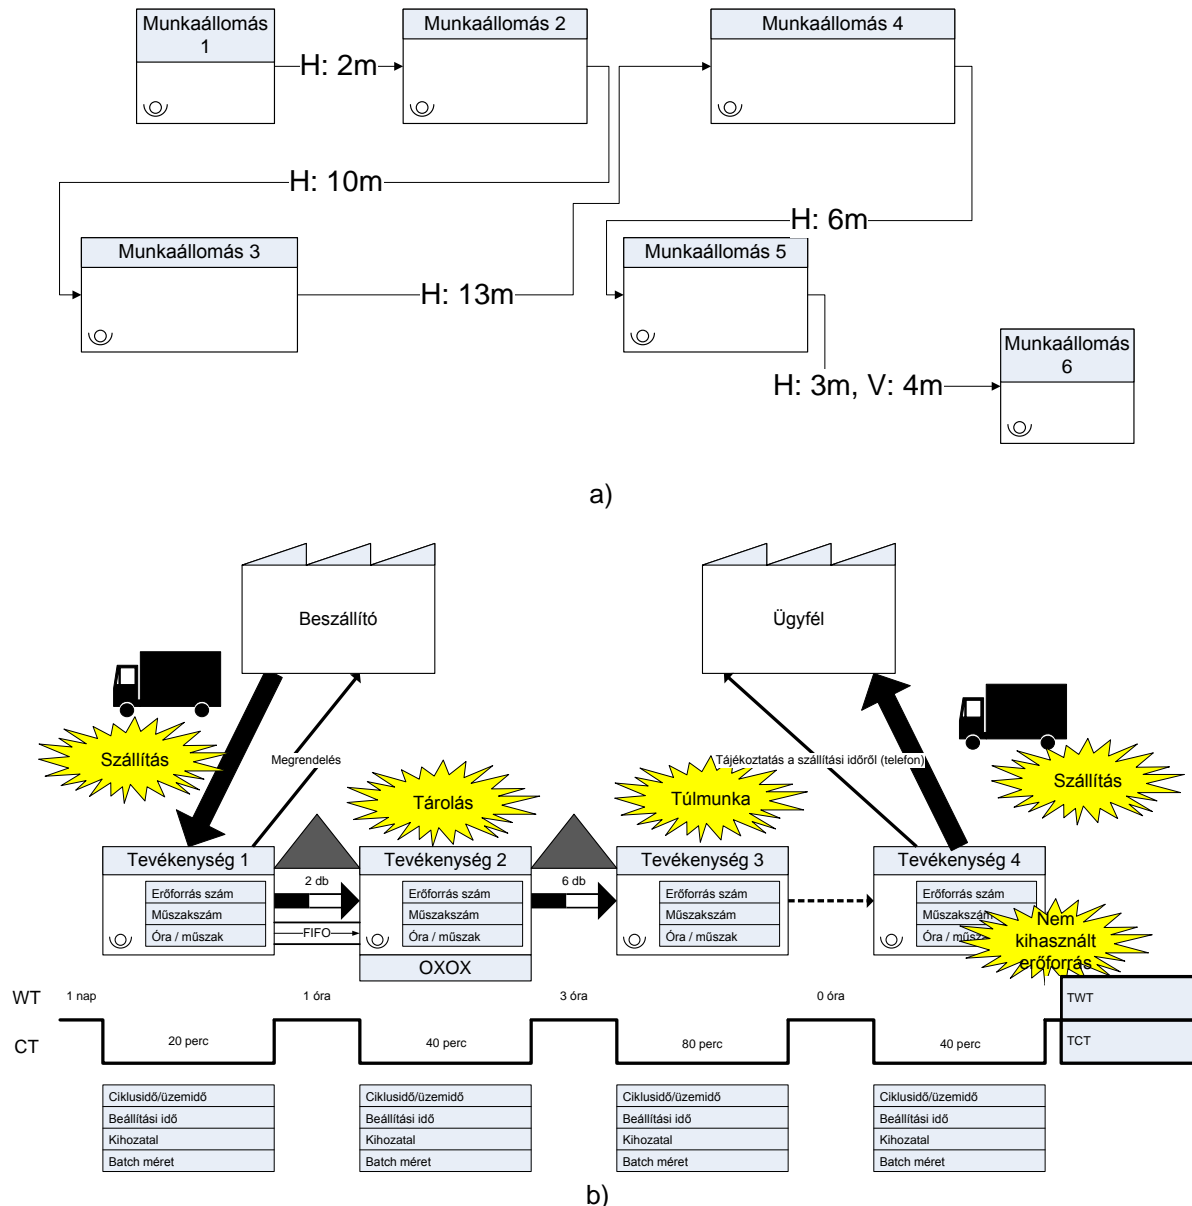 Munkaállomás
1
Munkaállomás 2
Munkaállomás 4
H: 2m
H: 10m
H: 6m
Munkaállomás 3
Munkaállomás 5
H: 13m
Munkaállomás
6
H: 3m, V: 4m
a)
Beszállító
Ügyfél
Szállítás
Megrendelés
Tájékoztatás a szállítási időről (telefon)
Szállítás
Tárolás
Túlmunka
Tevékenység 1
Tevékenység 2
Tevékenység 3
Tevékenység 4
2 db
6 db
Erőforrás szám
Műszakszám
Óra / műszak
FIFO
Erőforrás szám
Műszakszám
Óra / műszak
OXOX
Erőforrás szám
Műszakszám
Óra / műszak
Erőforrás szám
Műszakszám
Óra / műszak
Nem
kihasznált
erőforrás
WT
1 nap
1 óra
3 óra
0 óra
TWT
CT
20 perc
40 perc
80 perc
40 perc
TCT
Ciklusidő/üzemidő
Beállítási idő
Kihozatal
Batch méret
Ciklusidő/üzemidő
Beállítási idő
Kihozatal
Batch méret
Ciklusidő/üzemidő
Beállítási idő
Kihozatal
Batch méret
Ciklusidő/üzemidő
Beállítási idő
Kihozatal
Batch méret
b)